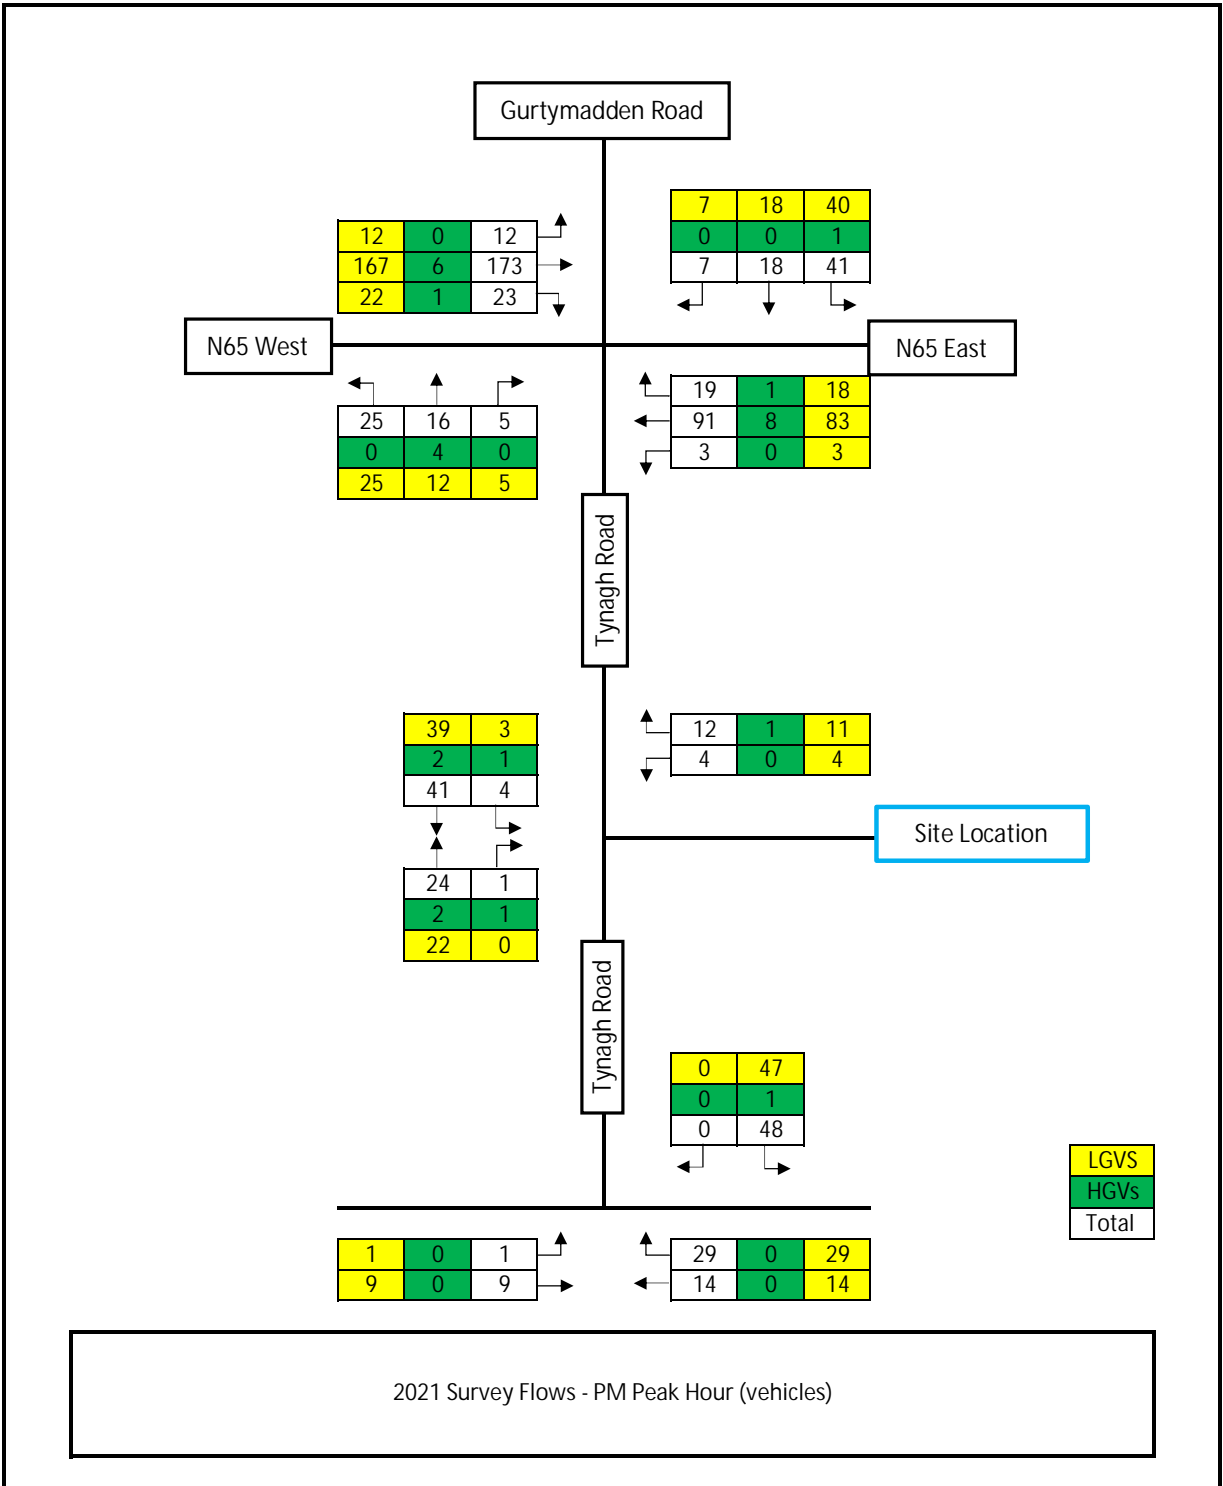 Gurtymadden Road
7 18 40
0 0 1
7 18 41
12 0 12
167 6 173
22 1 23
N65 West
N65 East
25 16 5
0 4 0
25 12 5
19 1 18
91 8 83
3 0 3
Tynagh Road
39 3
2 1
41 4
12 1 11
4 0 4
Site Location
24 1
2 1
22 0
Tynagh Road
0 47
0 1
0 48
LGVS
HGVs
Total
1 0 1
9 0 9
29 0 29
14 0 14
2021 Survey Flows - PM Peak Hour (vehicles)